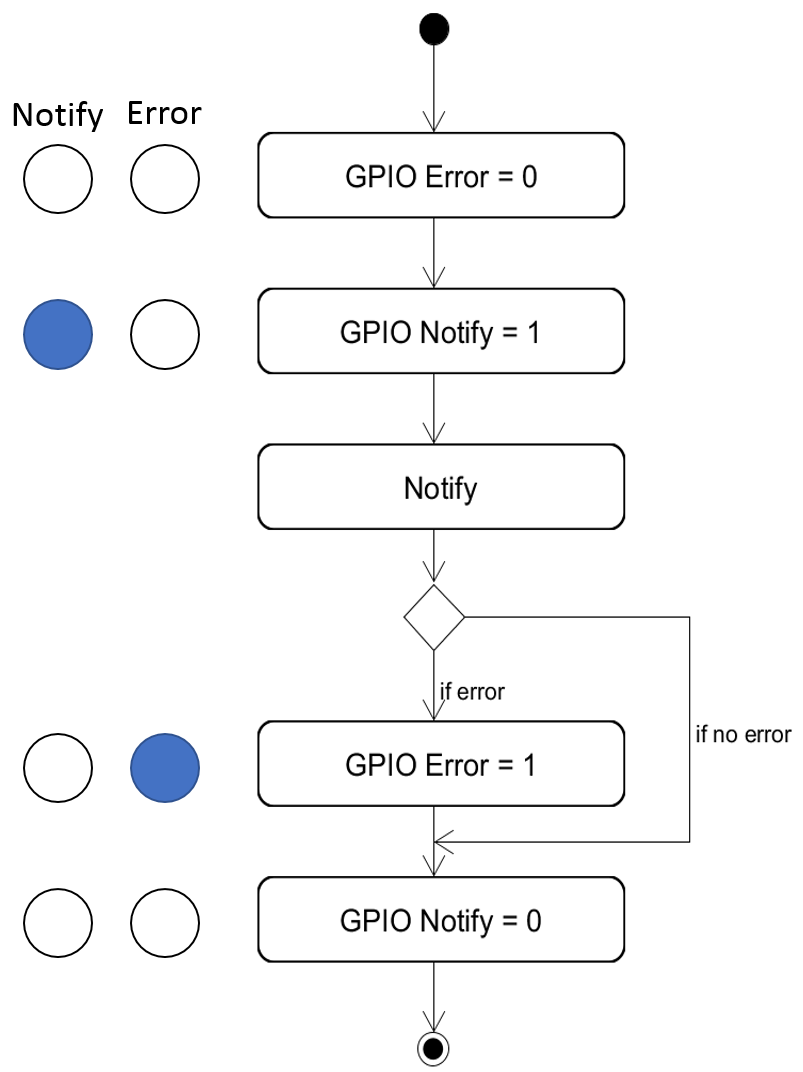 Notify Error
GPIO Error = 0
GPIO Notify = 1
Notify
if error
if no error
GPIO Error = 1
GPIO Notify = 0